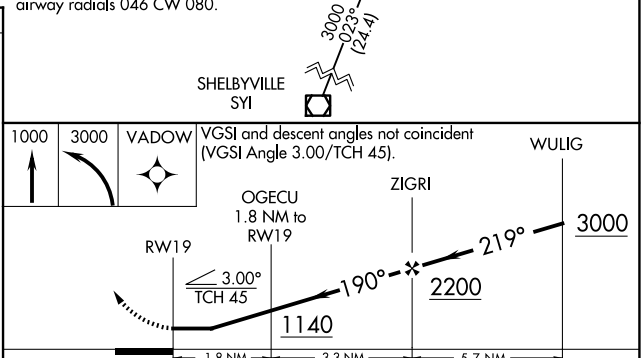 airway radials 046 CW 080.
3000
023°
(24.4)
SHELBYVILLE
SYI
1000
3000
VADOW
VGSI and descent angles not coincident
(VGSI Angle 3.00/TCH 45).
WULIG
ZIGRI
OGECU
1.8 NM to
RW19
RW19
3.00°
TCH 45
190°
219°
3000
2200
1140
1.8 NM
3.3 NM
5.7 NM